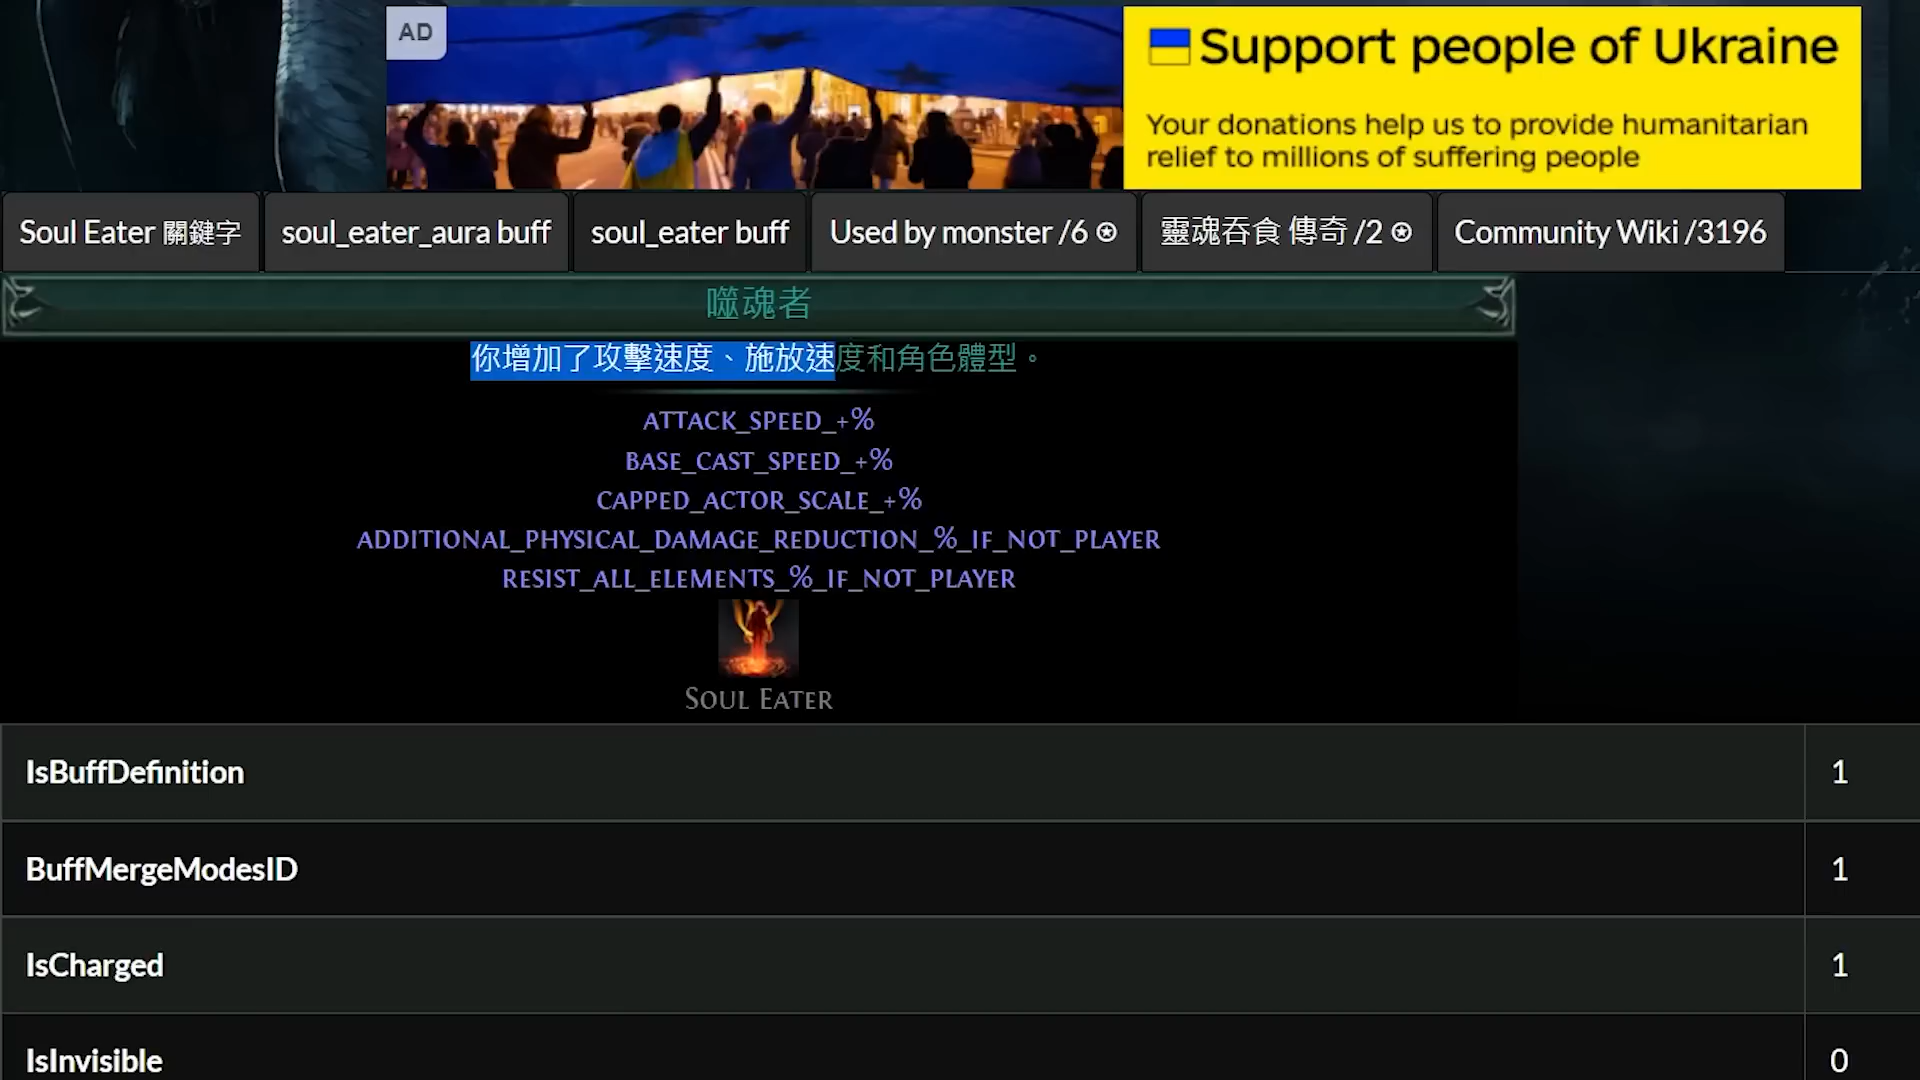 AD
Support people of Ukraine
Your donations help us to provide humanitarian
relief to millions of suffering people
Soul Eater 關鍵字
soul_eater_aura buff
soul_eater buff
Used by monster /6
靈魂吞食 傳奇 /2
Community Wiki /3196
噬魂者
你增加了攻擊速度、施放速度和角色體型。
ATTACK_SPEED_+%
BASE_CAST_SPEED_+%
CAPPED_ACTOR_SCALE_+%
ADDITIONAL_PHYSICAL_DAMAGE_REDUCTION_%_IF_NOT_PLAYER
RESIST_ALL_ELEMENTS_%_IF_NOT_PLAYER
SOUL EATER
IsBuffDefinition 1
BuffMergeModesID 1
IsCharged 1
IsInvisible 0